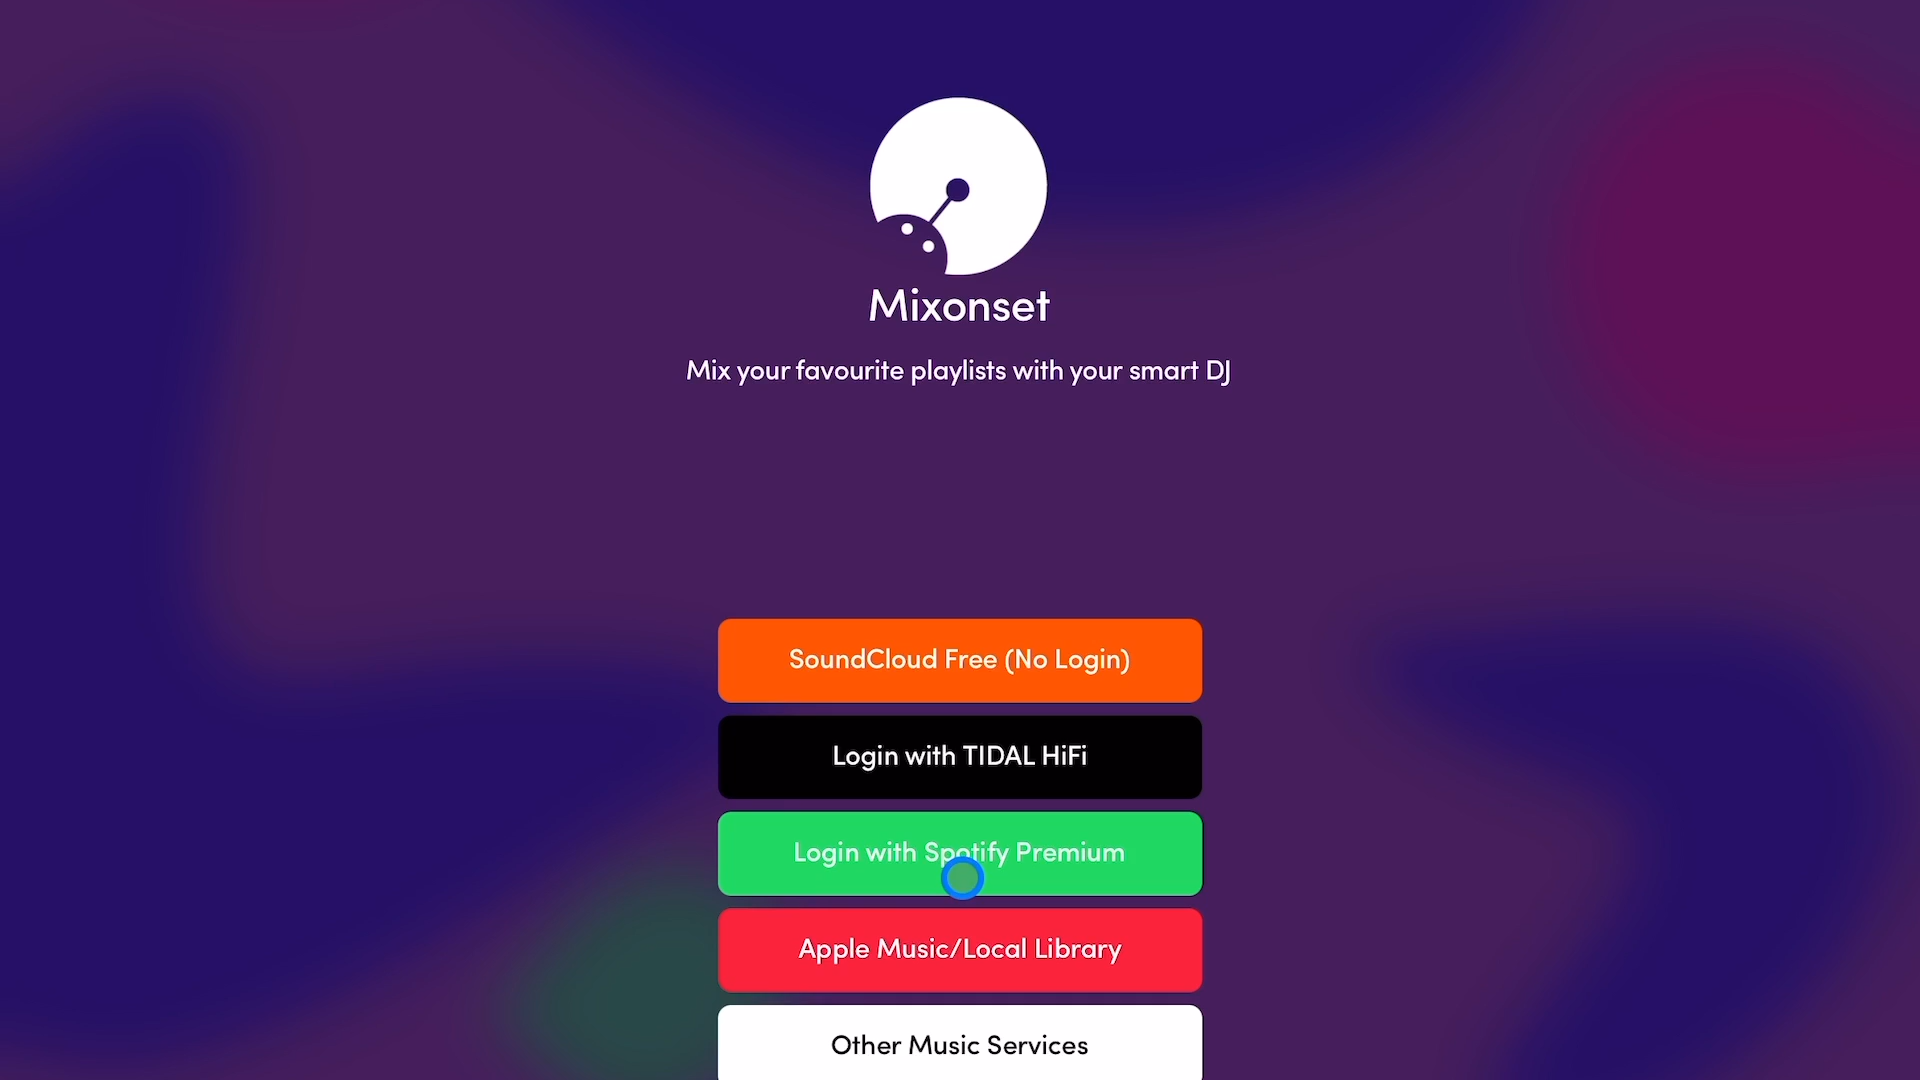 Mixonset
Mix your favourite playlists with your smart DJ
SoundCloud Free (No Login)
Login with TIDAL HiFi
Login with Spotify Premium
Apple Music/Local Library
Other Music Services